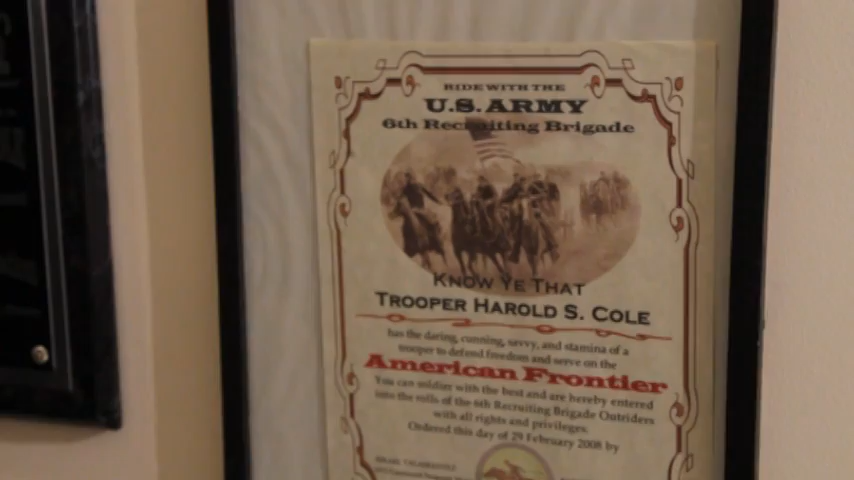 RIDE WITH THE
U.S. ARMY
6th Recruiting Brigade
KNOW YE THAT
TROOPER HAROLD S. COLE
has the daring, cunning, savvy, and stamina of a
trooper to defend freedom and serve on the
American Frontier
You can soldier with the best and are hereby entered
into the rolls of the 6th Recruiting Brigade Outriders
with all rights and privileges.
Ordered this day of 29 February 2008 by